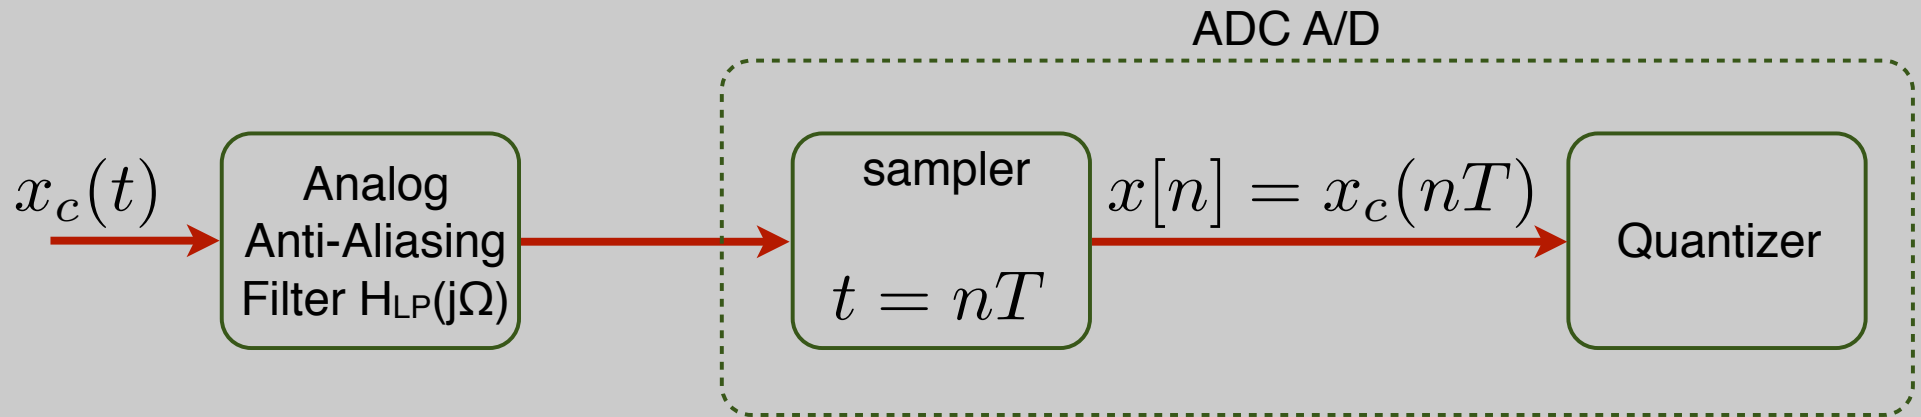 ADC A/D
x_c(t)
Analog
Anti-Aliasing
Filter H_LP(jΩ)
sampler
t = nT
x[n] = x_c(nT)
Quantizer